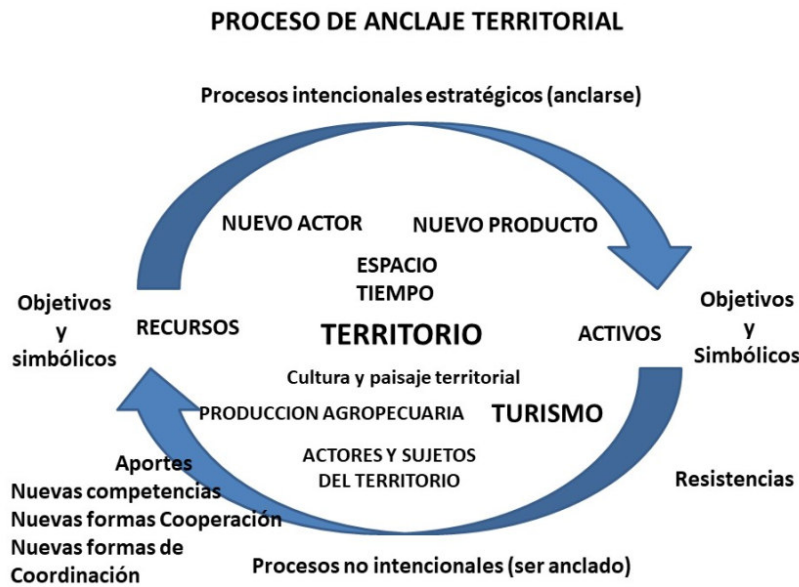 PROCESO DE ANCLAJE TERRITORIAL
Procesos intencionales estratégicos (anclarse)
NUEVO ACTOR
NUEVO PRODUCTO
ESPACIO
TIEMPO
Objetivos
y
simbólicos
RECURSOS
TERRITORIO
ACTIVOS
Objetivos
y
Simbólicos
Cultura y paisaje territorial
PRODUCCION AGROPECUARIA
TURISMO
ACTORES Y SUJETOS
DEL TERRITORIO
Aportes
Nuevas competencias
Nuevas formas Cooperación
Nuevas formas de
Coordinación
Resistencias
Procesos no intencionales (ser anclado)